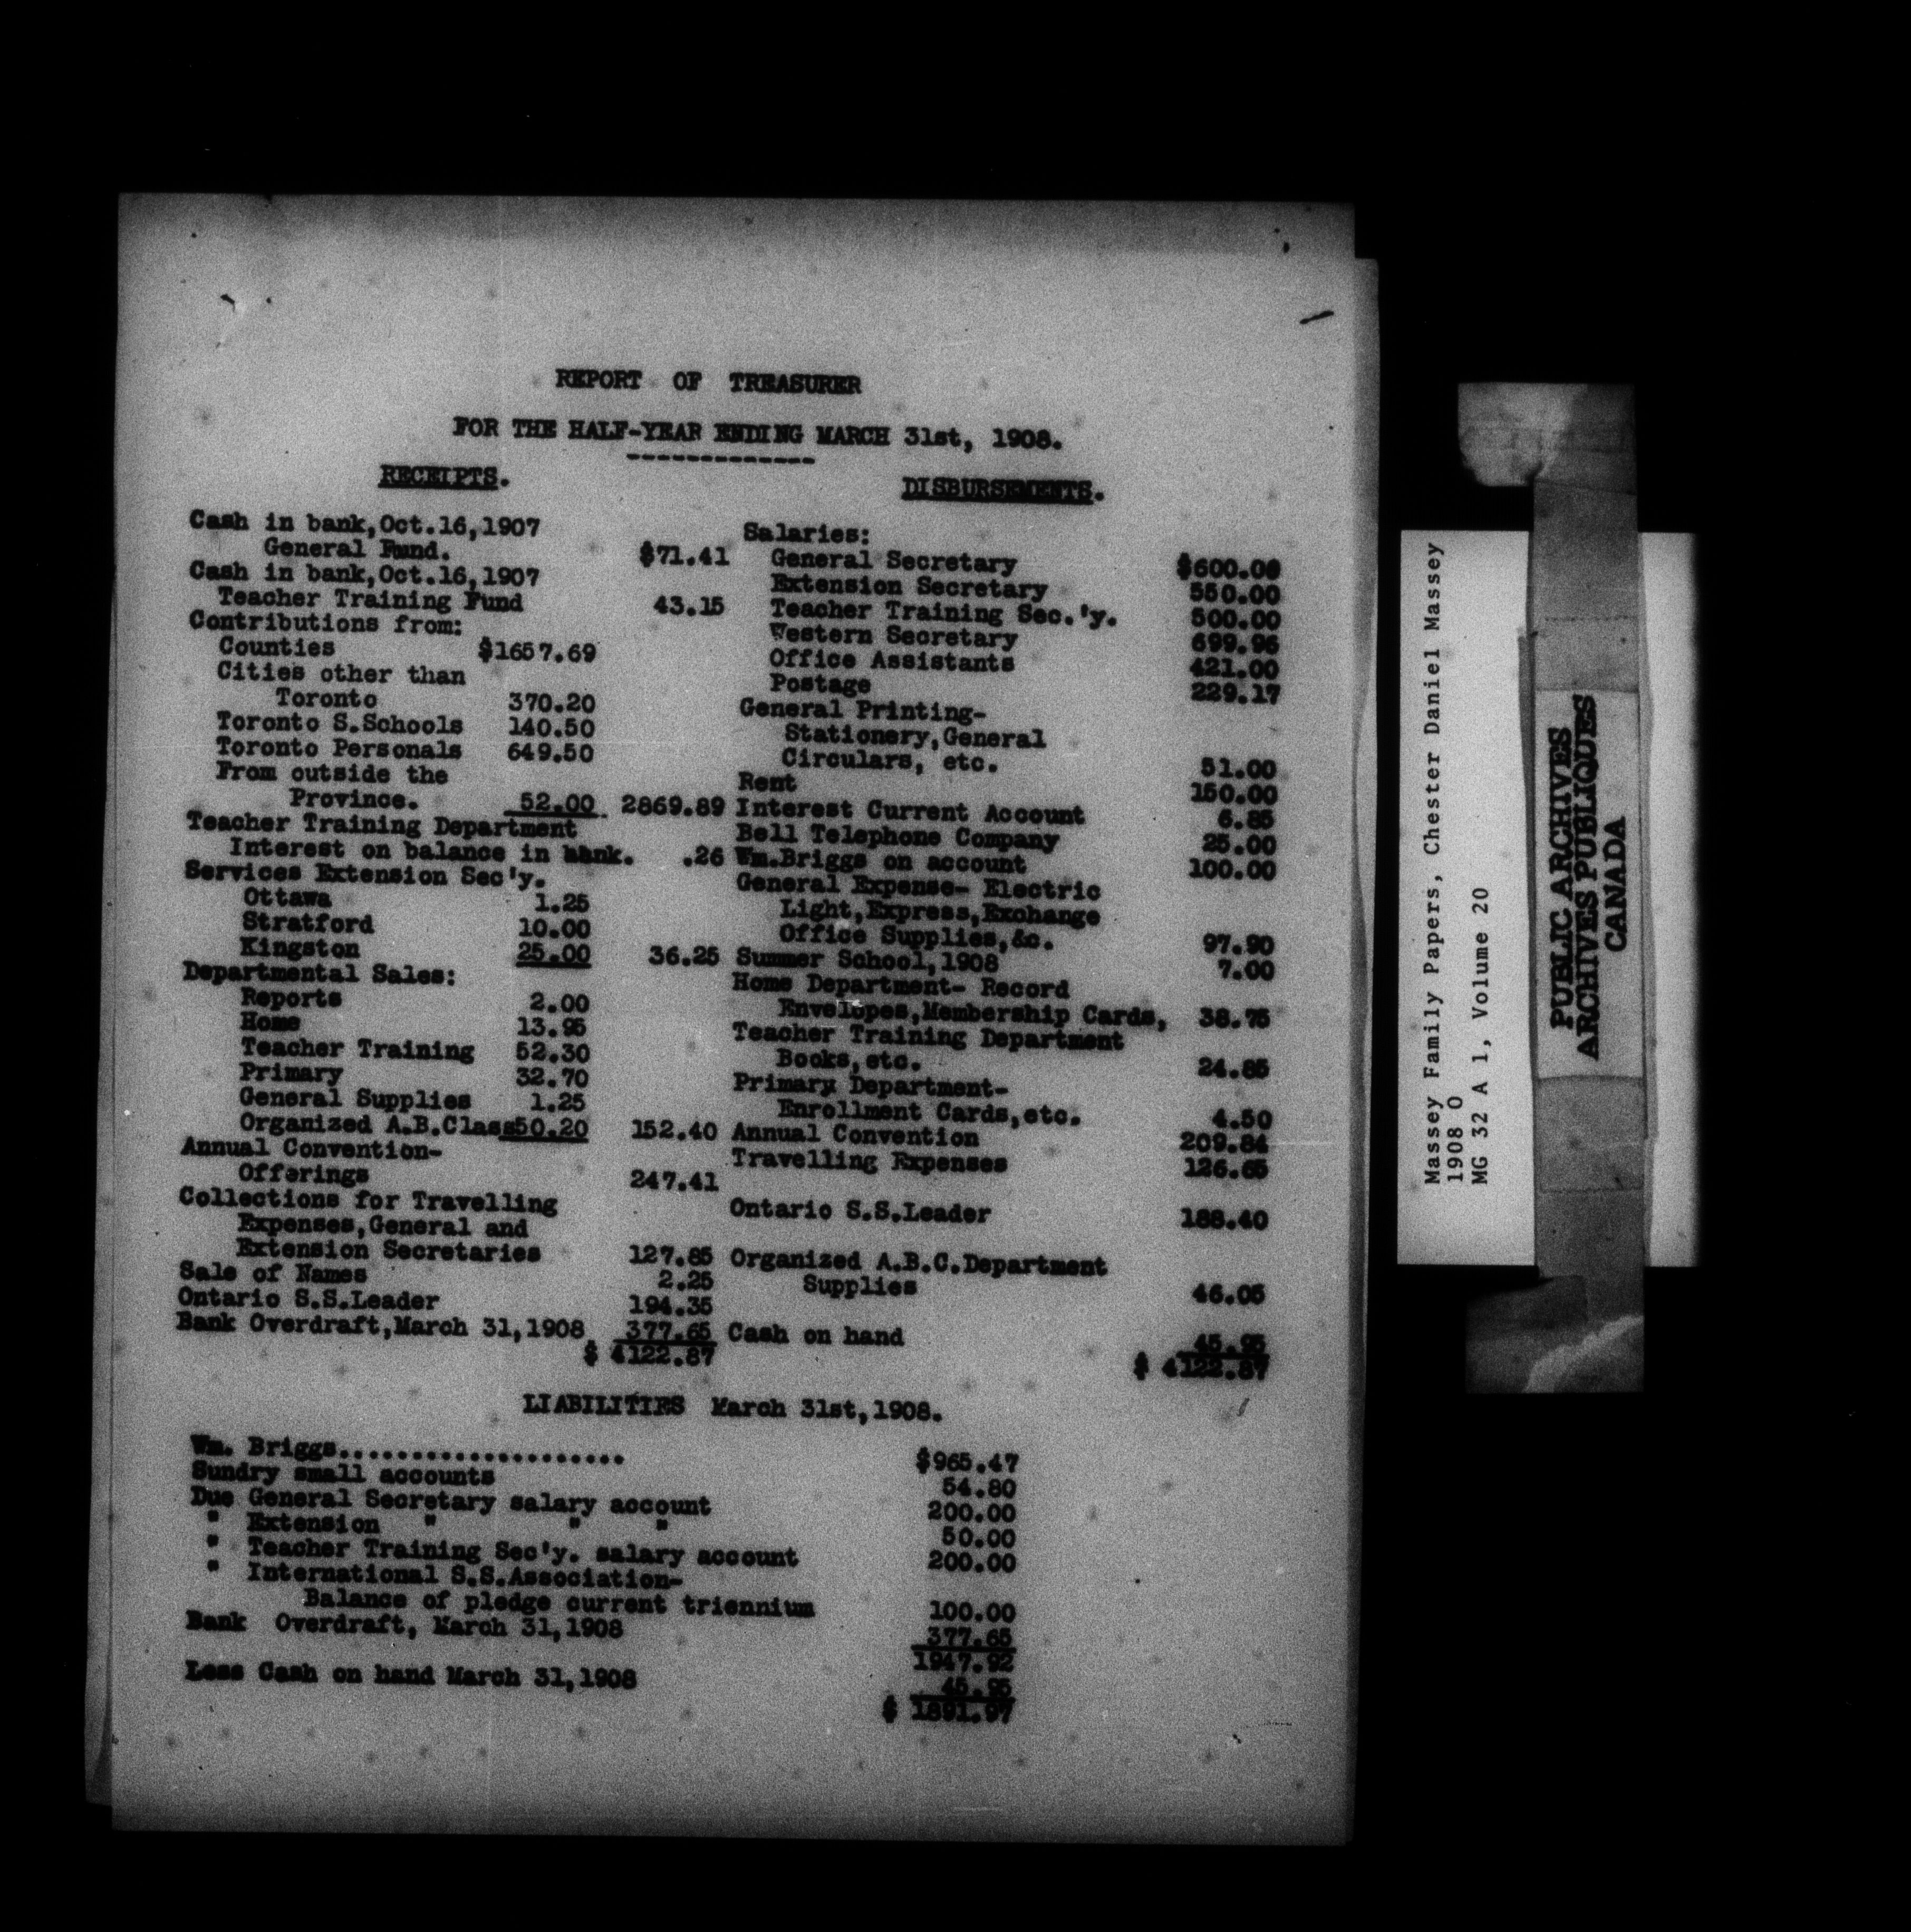 REPORT OF TREASURER
FOR THE HALF-YEAR ENDING MARCH 31st, 1908.
-------------
RECEIPTS.
Cash in bank,Oct.16,1907
General Fund. $71.41
Cash in bank,Oct.16,1907
Teacher Training Fund 43.15
Contributions from:
Counties $1657.69
Cities other than
Toronto 370.20
Toronto S.Schools 140.50
Toronto Personals 649.50
From outside the
Province. 52.00 2869.89
Teacher Training Department
Interest on balance in bank. .26
Services Extension Sec'y.
Ottawa 1.25
Stratford 10.00
Kingston 25.00 36.25
Departmental Sales:
Reports 2.00
Home 13.95
Teacher Training 52.30
Primary 32.70
General Supplies 1.25
Organized A.B.Class50.20 152.40
Annual Convention-
Offerings 247.41
Collections for Travelling
Expenses,General and
Extension Secretaries 127.85
Sale of Names 2.25
Ontario S.S.Leader 194.35
Bank Overdraft,March 31,1908 377.65
$ 4122.87
DISBURSEMENTS.
Salaries:
General Secretary $600.00
Extension Secretary 550.00
Teacher Training Sec.'y. 500.00
Western Secretary 699.96
Office Assistants 421.00
Postage 229.17
General Printing-
Stationery,General
Circulars, etc. 51.00
Rent 150.00
Interest Current Account 6.85
Bell Telephone Company 25.00
Wm.Briggs on account 100.00
General Expense- Electric
Light,Express,Exchange
Office Supplies,&c. 97.90
Summer School,1908 7.00
Home Department- Record
Envelopes,Membership Cards, 38.75
Teacher Training Department
Books,etc. 24.85
Primary Department-
Enrollment Cards,etc. 4.50
Annual Convention 209.84
Travelling Expenses 126.65
Ontario S.S.Leader 188.40
Organized A.B.C.Department
Supplies 46.05
Cash on hand 45.95
$ 4122.87
LIABILITIES March 31st,1908.
Wm. Briggs.................... $965.47
Sundry small accounts 54.80
Due General Secretary salary account 200.00
" Extension " " " 50.00
" Teacher Training Sec'y. salary account 200.00
" International S.S.Association-
Balance of pledge current triennium 100.00
Bank Overdraft, March 31,1908 377.65
1947.92
Less Cash on hand March 31,1908 45.95
$ 1891.97
Massey Family Papers, Chester Daniel Massey
1908 O
MG 32 A 1, Volume 20
PUBLIC ARCHIVES
ARCHIVES PUBLIQUES
CANADA